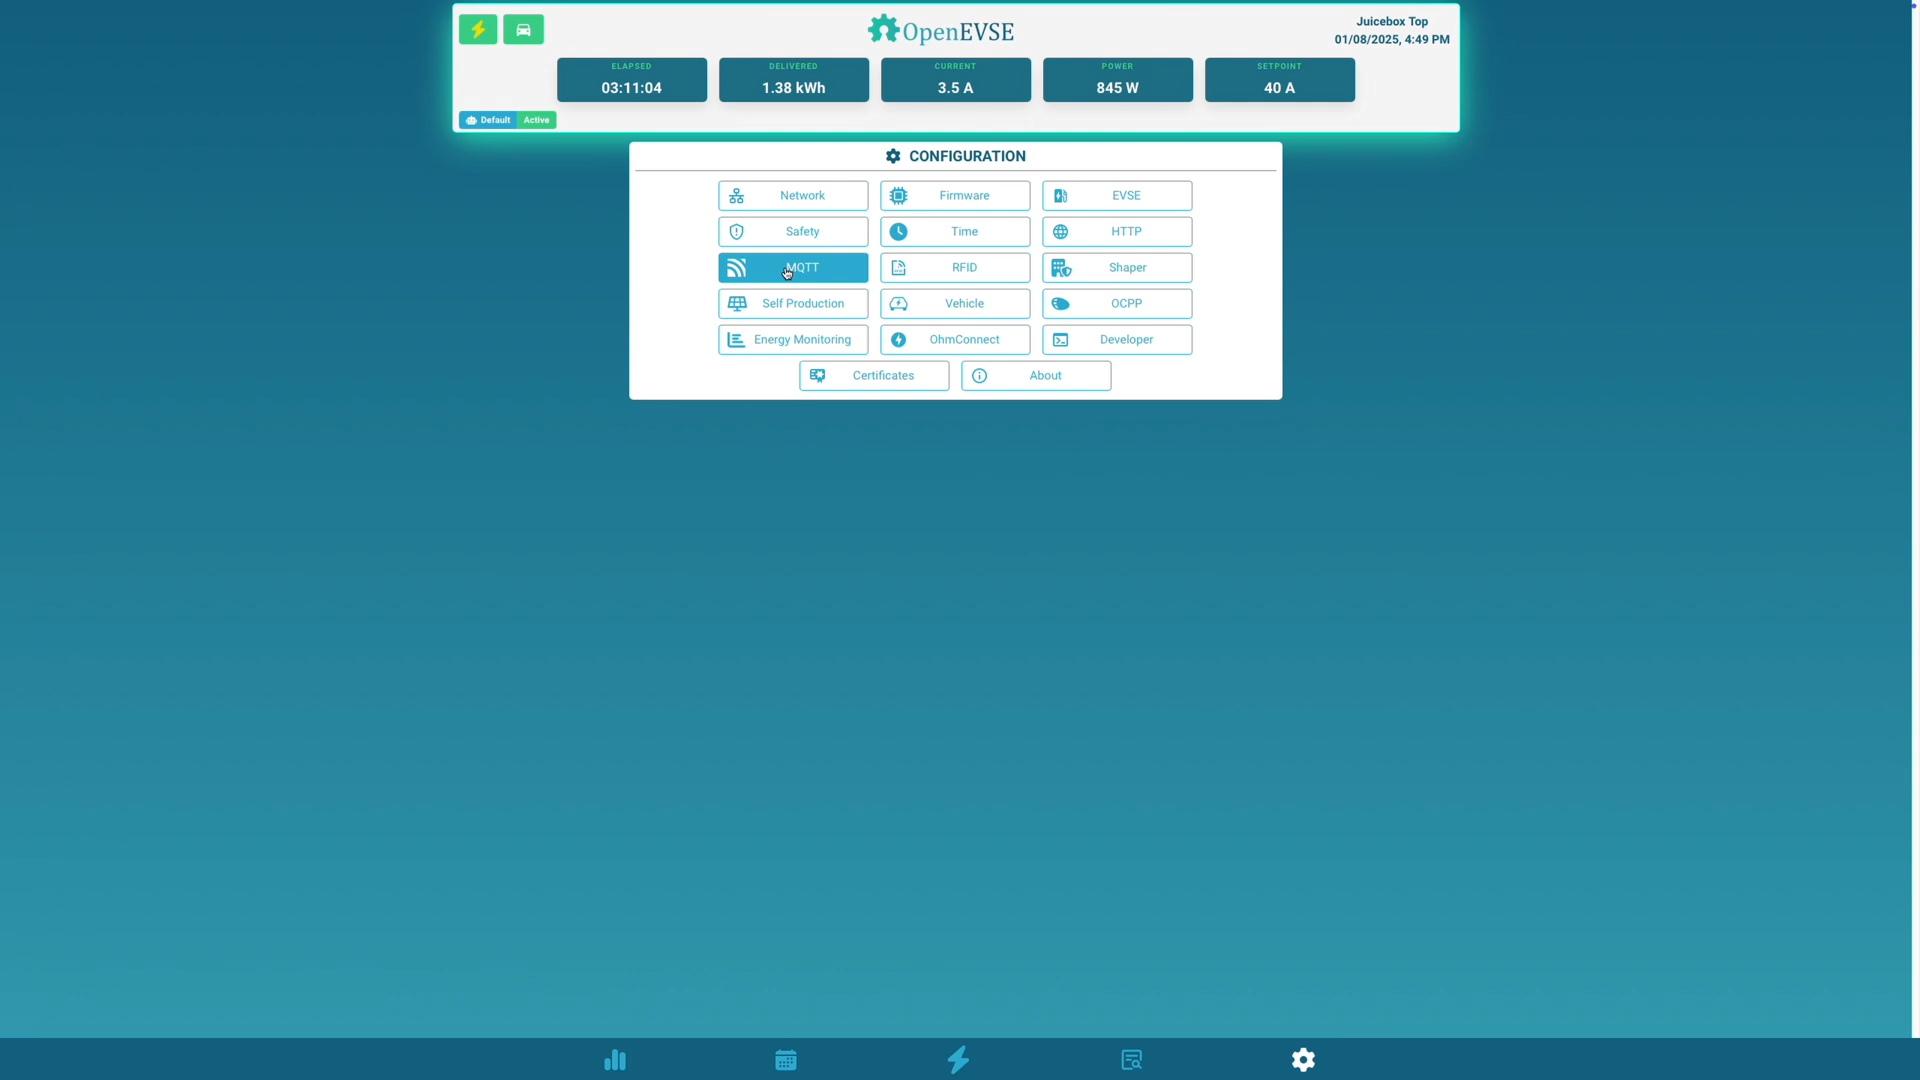 OpenEVSE
Juicebox Top
01/08/2025, 4:49 PM
ELAPSED
03:11:04
DELIVERED
1.38 kWh
CURRENT
3.5 A
POWER
845 W
SETPOINT
40 A
Default Active
CONFIGURATION
Network Firmware EVSE
Safety Time HTTP
MQTT RFID Shaper
Self Production Vehicle OCPP
Energy Monitoring OhmConnect Developer
Certificates About